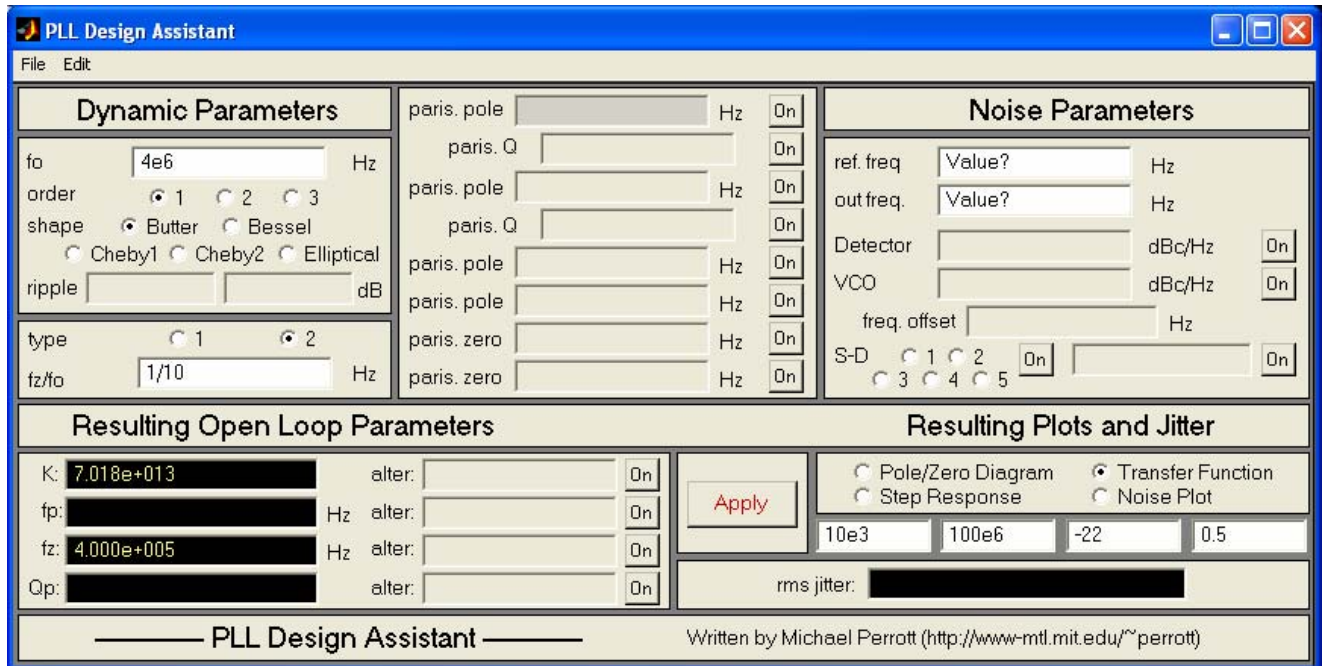 PLL Design Assistant
File Edit
Dynamic Parameters
fo 4e6 Hz
order 1 2 3
shape Butter Bessel
Cheby1 Cheby2 Elliptical
ripple dB
type 1 2
fz/fo 1/10 Hz
paris. pole Hz On
paris. Q On
paris. pole Hz On
paris. Q On
paris. pole Hz On
paris. pole Hz On
paris. zero Hz On
paris. zero Hz On
Noise Parameters
ref. freq Value? Hz
out freq. Value? Hz
Detector dBc/Hz On
VCO dBc/Hz On
freq. offset Hz
S-D 1 2 On On
3 4 5
Resulting Open Loop Parameters
K: 7.018e+013 alter: On
fp: Hz alter: On
fz: 4.000e+005 Hz alter: On
Qp: alter: On
Resulting Plots and Jitter
Apply
Pole/Zero Diagram Transfer Function
Step Response Noise Plot
10e3 100e6 -22 0.5
rms jitter:
PLL Design Assistant
Written by Michael Perrott (http://www-mtl.mit.edu/~perrott)